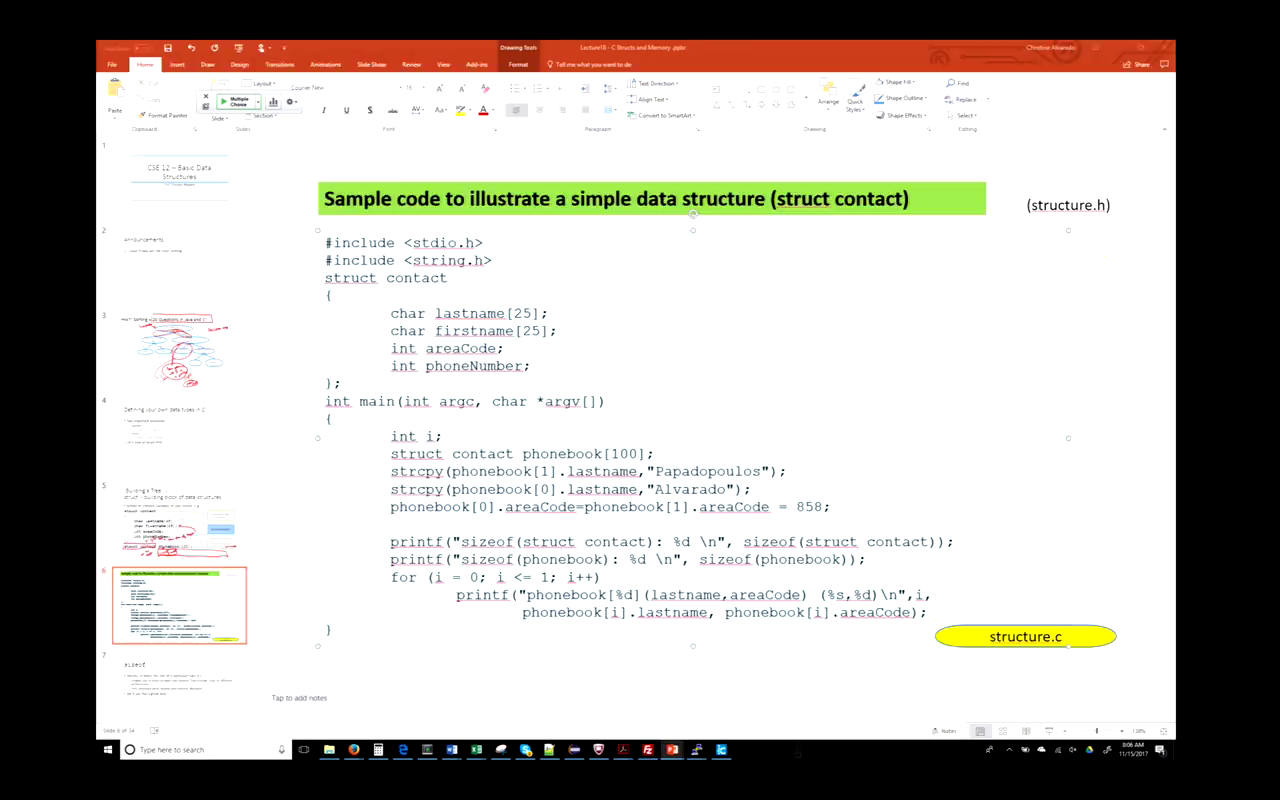 Drawing Tools
Lecture18 - C Structs and Memory .pptx
Christine Alvarado
File Home Insert Draw Design Transitions Animations Slide Show Review View Add-ins Format Tell me what you want to do Share
Paste
Format Painter
Multiple Choice
Layout
Slide
Section
Courier New
Text Direction
Align Text
Convert to SmartArt
Arrange
Quick Styles
Shape Fill
Shape Outline
Shape Effects
Find
Replace
Select
Clipboard Slides Font Paragraph Drawing Editing
1
CSE 12 – Basic Data
Structures
2
Announcements
3
4
Defining your own data types in C
5
Building a Tree
struct - building block of data structures
6
7
sizeof
Sample code to illustrate a simple data structure (struct contact)
(structure.h)
#include <stdio.h>
#include <string.h>
struct contact
{
char lastname[25];
char firstname[25];
int areaCode;
int phoneNumber;
};
int main(int argc, char *argv[])
{
int i;
struct contact phonebook[100];
strcpy(phonebook[1].lastname,"Papadopoulos");
strcpy(phonebook[0].lastname,"Alvarado");
phonebook[0].areaCode=phonebook[1].areaCode = 858;
printf("sizeof(struct contact): %d \n", sizeof(struct contact));
printf("sizeof(phonebook): %d \n", sizeof(phonebook));
for (i = 0; i <= 1; i++)
printf("phonebook[%d](lastname,areaCode) (%s,%d)\n",i,
phonebook[i].lastname, phonebook[i].areaCode);
}
structure.c
Tap to add notes
Slide 6 of 34
Notes
138%
Type here to search
8:06 AM
11/15/2017